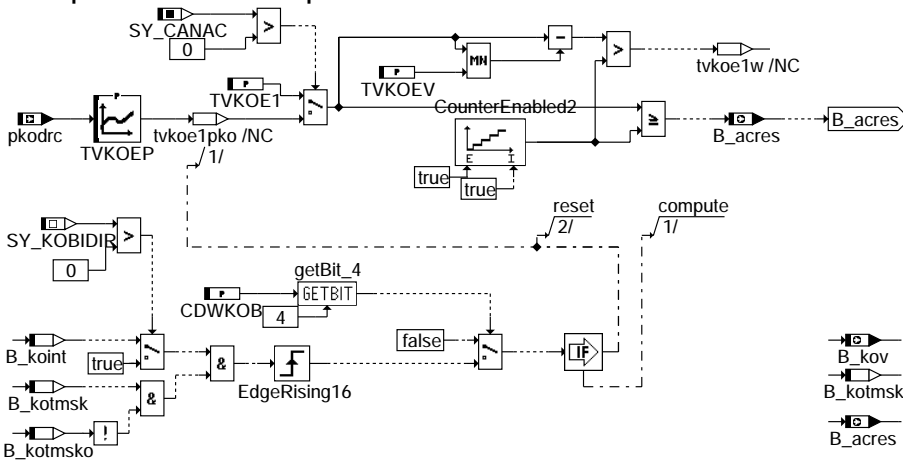 SY_CANAC
>
0
P
TVKOE1
P
TVKOEV
MN
-
>
tvkoe1w /NC
pkodrc
P
TVKOEP
tvkoe1pko /NC
1/
CounterEnabled2
E I
true
true
≥
B_acres
B_acres
SY_KOBIDIR
>
0
reset
2/
compute
1/
getBit_4
P
CDWKOB
GETBIT
4
B_koint
true
&
EdgeRising16
false
IF
B_kotmsk
&
B_kotmsko
!
B_kov
B_kotmsk
B_acres